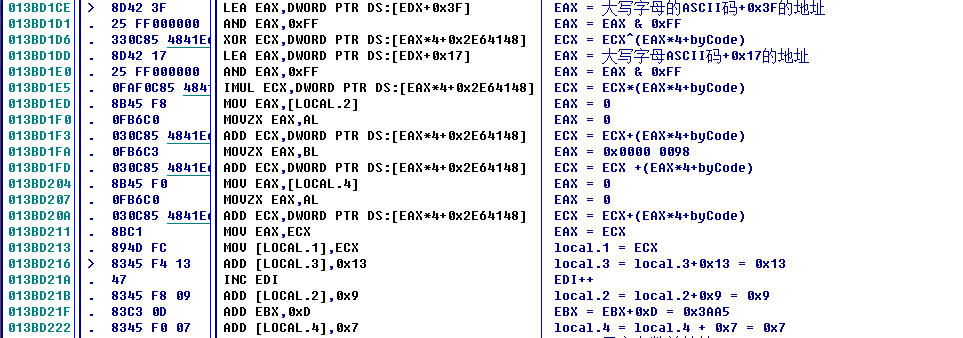 013BD1CE > 8D42 3F LEA EAX,DWORD PTR DS:[EDX+0x3F] EAX = 大写字母的ASCII码+0x3F的地址
013BD1D1 . 25 FF000000 AND EAX,0xFF EAX = EAX & 0xFF
013BD1D6 . 330C85 4841E6 XOR ECX,DWORD PTR DS:[EAX*4+0x2E64148] ECX = ECX^(EAX*4+byCode)
013BD1DD . 8D42 17 LEA EAX,DWORD PTR DS:[EDX+0x17] EAX = 大写字母ASCII码+0x17的地址
013BD1E0 . 25 FF000000 AND EAX,0xFF EAX = EAX & 0xFF
013BD1E5 . 0FAF0C85 484 IMUL ECX,DWORD PTR DS:[EAX*4+0x2E64148] ECX = ECX*(EAX*4+byCode)
013BD1ED . 8B45 F8 MOV EAX,[LOCAL.2] EAX = 0
013BD1F0 . 0FB6C0 MOVZX EAX,AL EAX = 0
013BD1F3 . 030C85 4841E6 ADD ECX,DWORD PTR DS:[EAX*4+0x2E64148] ECX = ECX+(EAX*4+byCode)
013BD1FA . 0FB6C3 MOVZX EAX,BL EAX = 0x0000 0098
013BD1FD . 030C85 4841E6 ADD ECX,DWORD PTR DS:[EAX*4+0x2E64148] ECX = ECX +(EAX*4+byCode)
013BD204 . 8B45 F0 MOV EAX,[LOCAL.4] EAX = 0
013BD207 . 0FB6C0 MOVZX EAX,AL EAX = 0
013BD20A . 030C85 4841E6 ADD ECX,DWORD PTR DS:[EAX*4+0x2E64148] ECX = ECX+(EAX*4+byCode)
013BD211 . 8BC1 MOV EAX,ECX EAX = ECX
013BD213 . 894D FC MOV [LOCAL.1],ECX local.1 = ECX
013BD216 > 8345 F4 13 ADD [LOCAL.3],0x13 local.3 = local.3+0x13 = 0x13
013BD21A . 47 INC EDI EDI++
013BD21B . 8345 F8 09 ADD [LOCAL.2],0x9 local.2 = local.2+0x9 = 0x9
013BD21F . 83C3 0D ADD EBX,0xD EBX = EBX+0xD = 0x3AA5
013BD222 . 8345 F0 07 ADD [LOCAL.4],0x7 local.4 = local.4 + 0x7 = 0x7